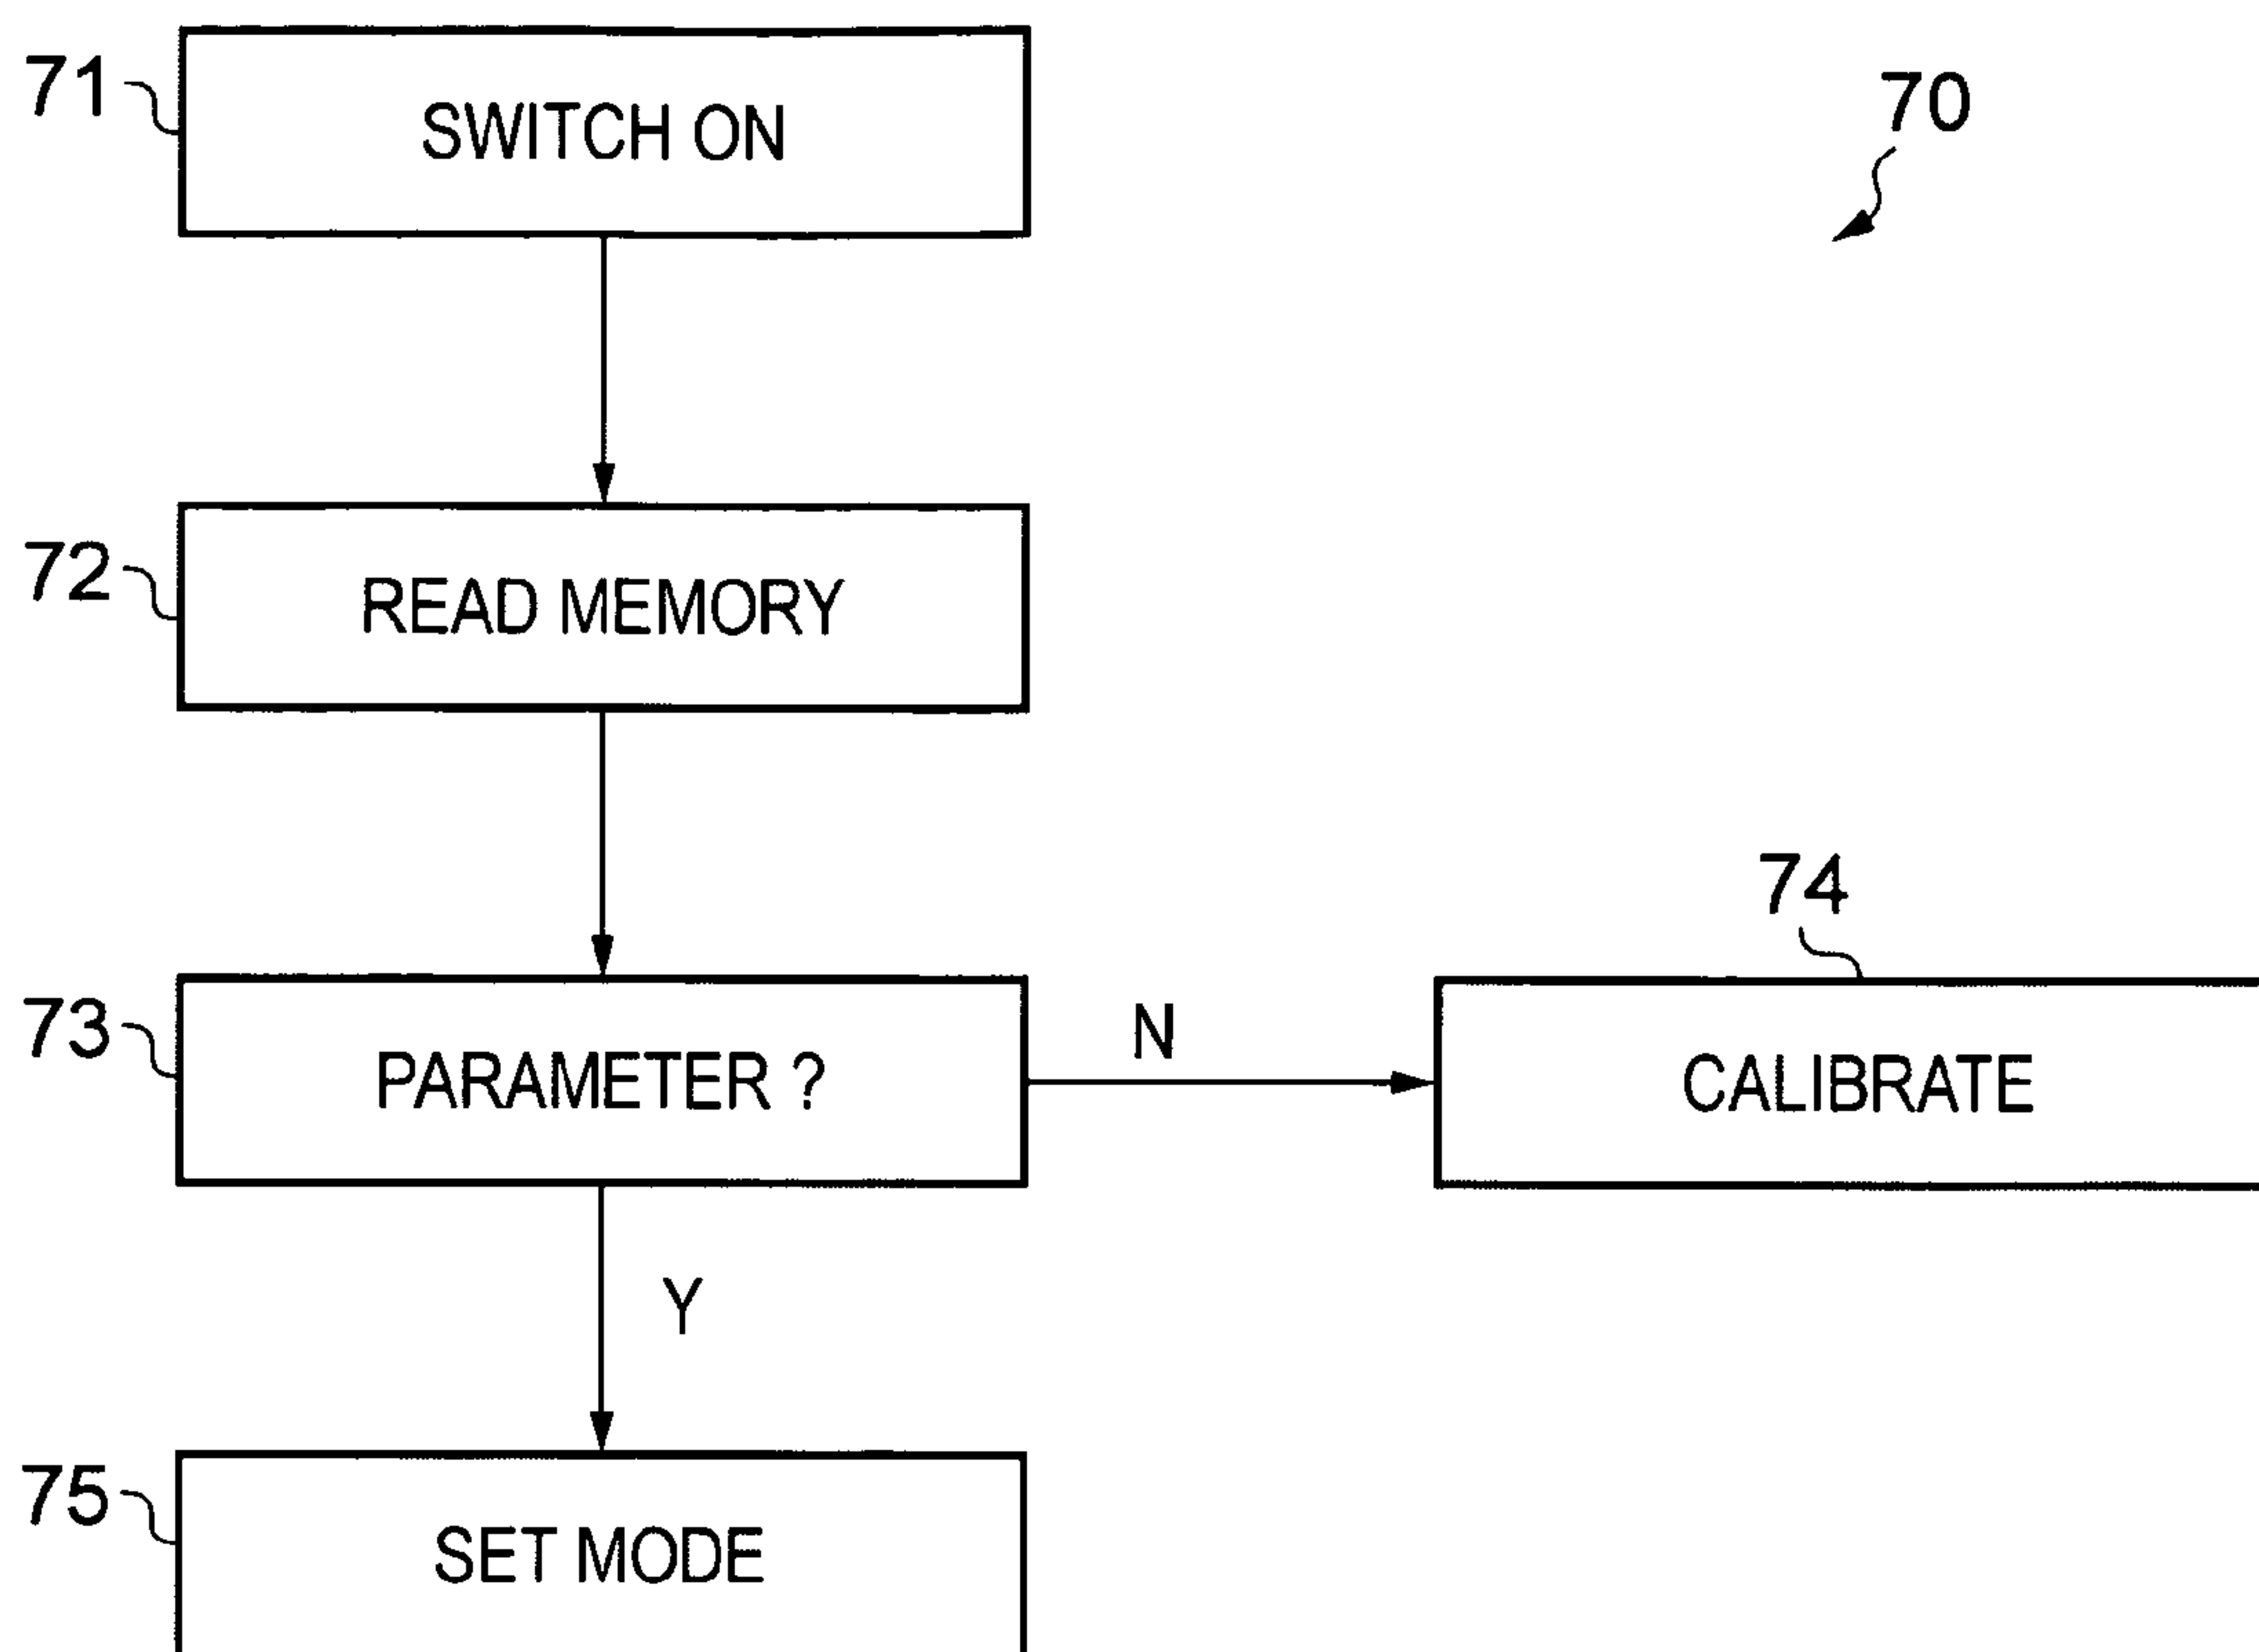 71
SWITCH ON
70
72
READ MEMORY
74
73
PARAMETER ?
N
CALIBRATE
Y
75
SET MODE